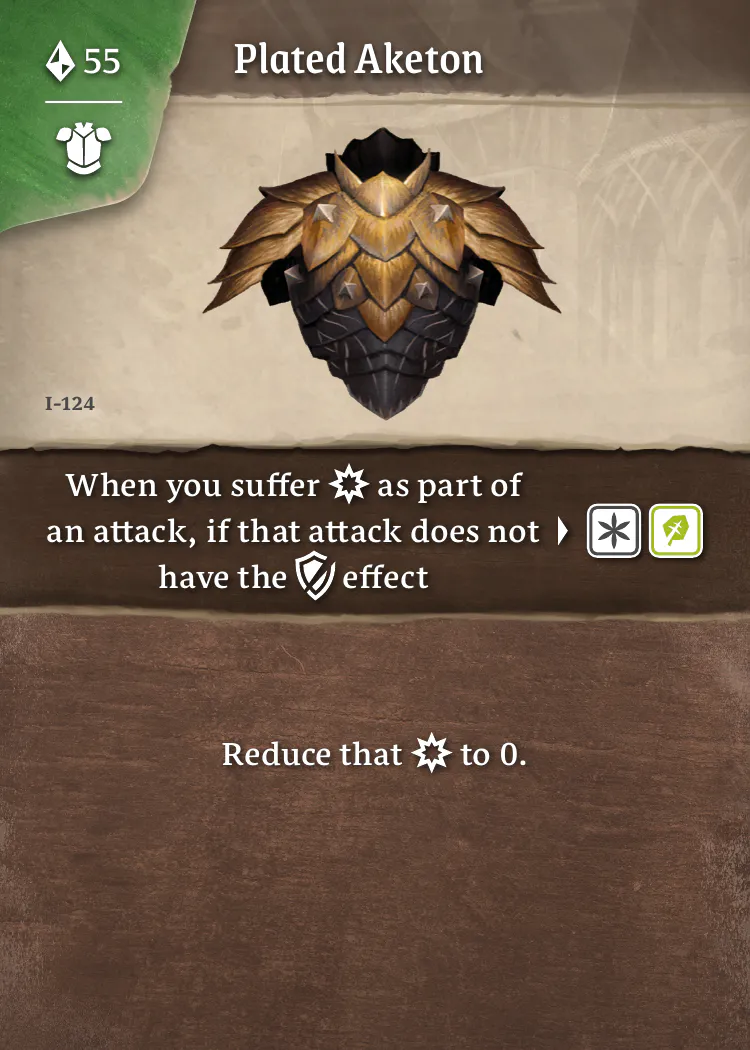 55
Plated Aketon
I-124
When you suffer as part of
an attack, if that attack does not
have the effect
Reduce that to 0.